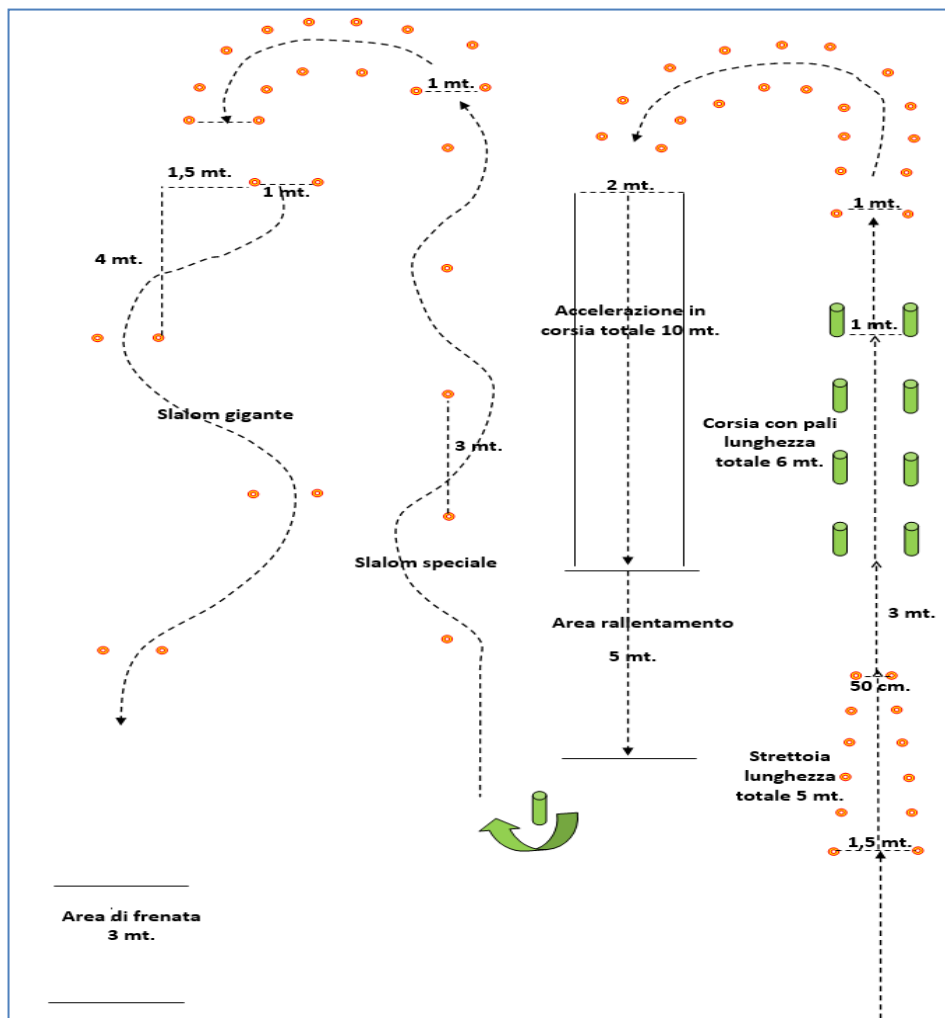 1 mt.
1,5 mt.
1 mt.
2 mt.
1 mt.
4 mt.
Accelerazione in
corsia totale 10 mt.
1 mt.
Slalom gigante
3 mt.
Corsia con pali
lunghezza
totale 6 mt.
Slalom speciale
Area rallentamento
5 mt.
3 mt.
50 cm.
Strettoia
lunghezza
totale 5 mt.
1,5 mt.
Area di frenata
3 mt.